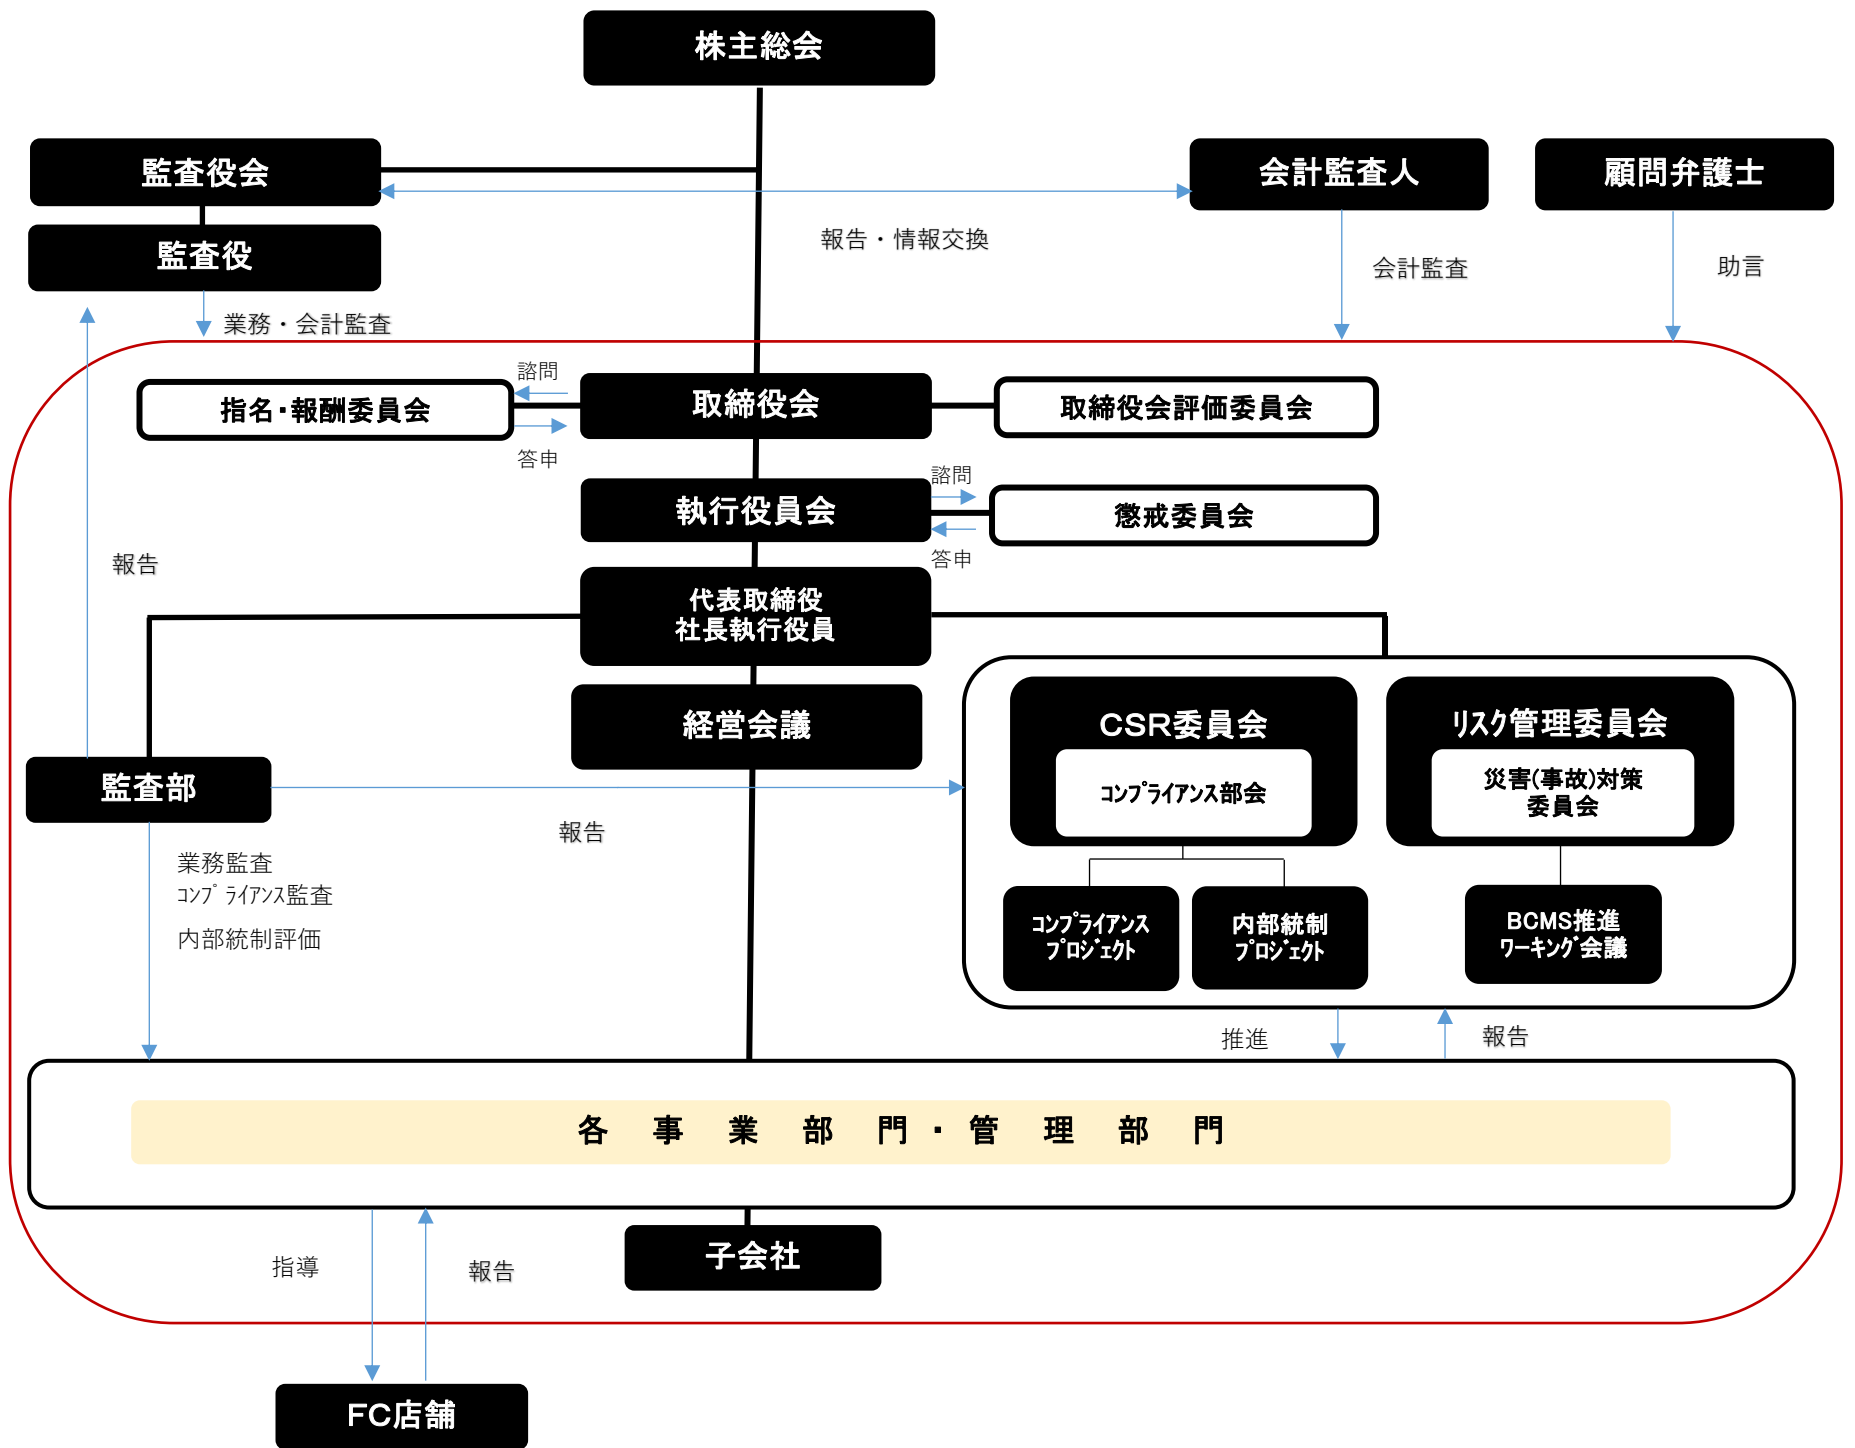 株主総会
監査役会
会計監査人
顧問弁護士
監査役
報告・情報交換
会計監査
助言
業務・会計監査
諮問
指名・報酬委員会
取締役会
取締役会評価委員会
答申
諮問
執行役員会
懲戒委員会
答申
報告
代表取締役
社長執行役員
経営会議
CSR委員会
ﾘｽｸ管理委員会
監査部
ｺﾝﾌﾟﾗｲｱﾝｽ部会
災害(事故)対策
委員会
報告
業務監査
ｺﾝﾌﾟﾗｲｱﾝｽ監査
内部統制評価
ｺﾝﾌﾟﾗｲｱﾝｽ
ﾌﾟﾛｼﾞｪｸﾄ
内部統制
ﾌﾟﾛｼﾞｪｸﾄ
BCMS推進
ﾜｰｷﾝｸﾞ会議
推進
報告
各事業部門・管理部門
子会社
指導
報告
FC店舗